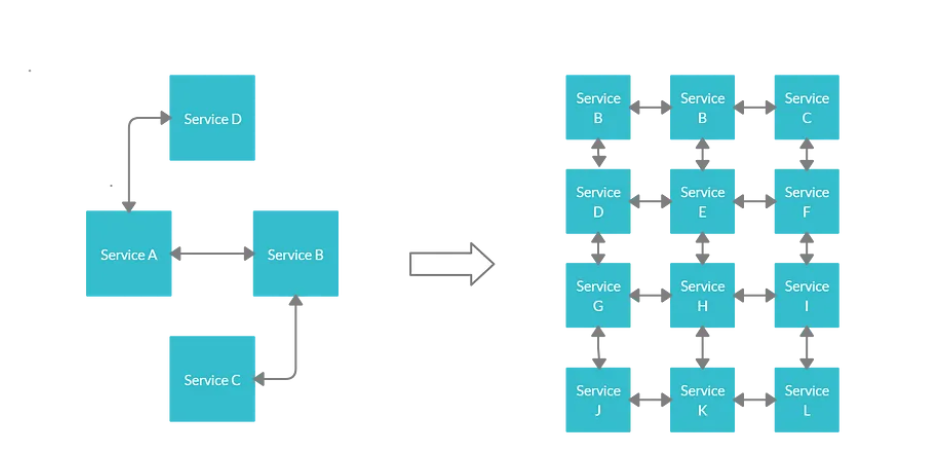 Service D
Service A
Service B
Service C
Service
B
Service
B
Service
C
Service
D
Service
E
Service
F
Service
G
Service
H
Service
I
Service
J
Service
K
Service
L